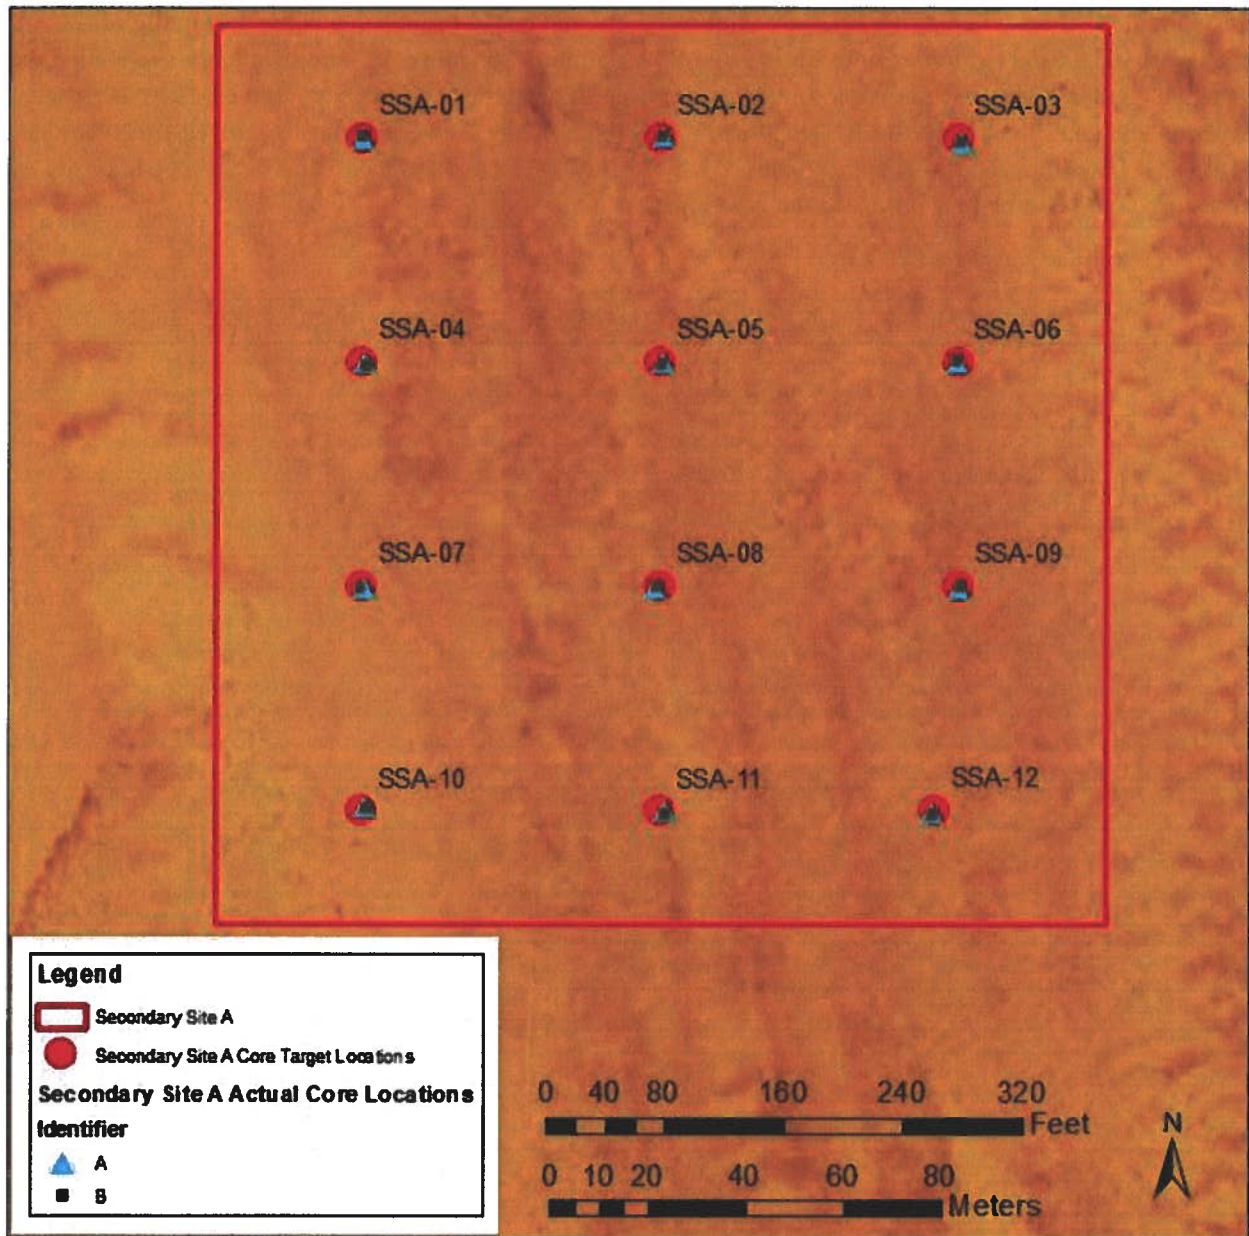 SSA-01 SSA-02 SSA-03
SSA-04 SSA-05 SSA-06
SSA-07 SSA-08 SSA-09
SSA-10 SSA-11 SSA-12
Legend
Secondary Site A
Secondary Site A Core Target Locations
Secondary Site A Actual Core Locations
Identifier
A
B
0 40 80 160 240 320
Feet
0 10 20 40 60 80
Meters
N